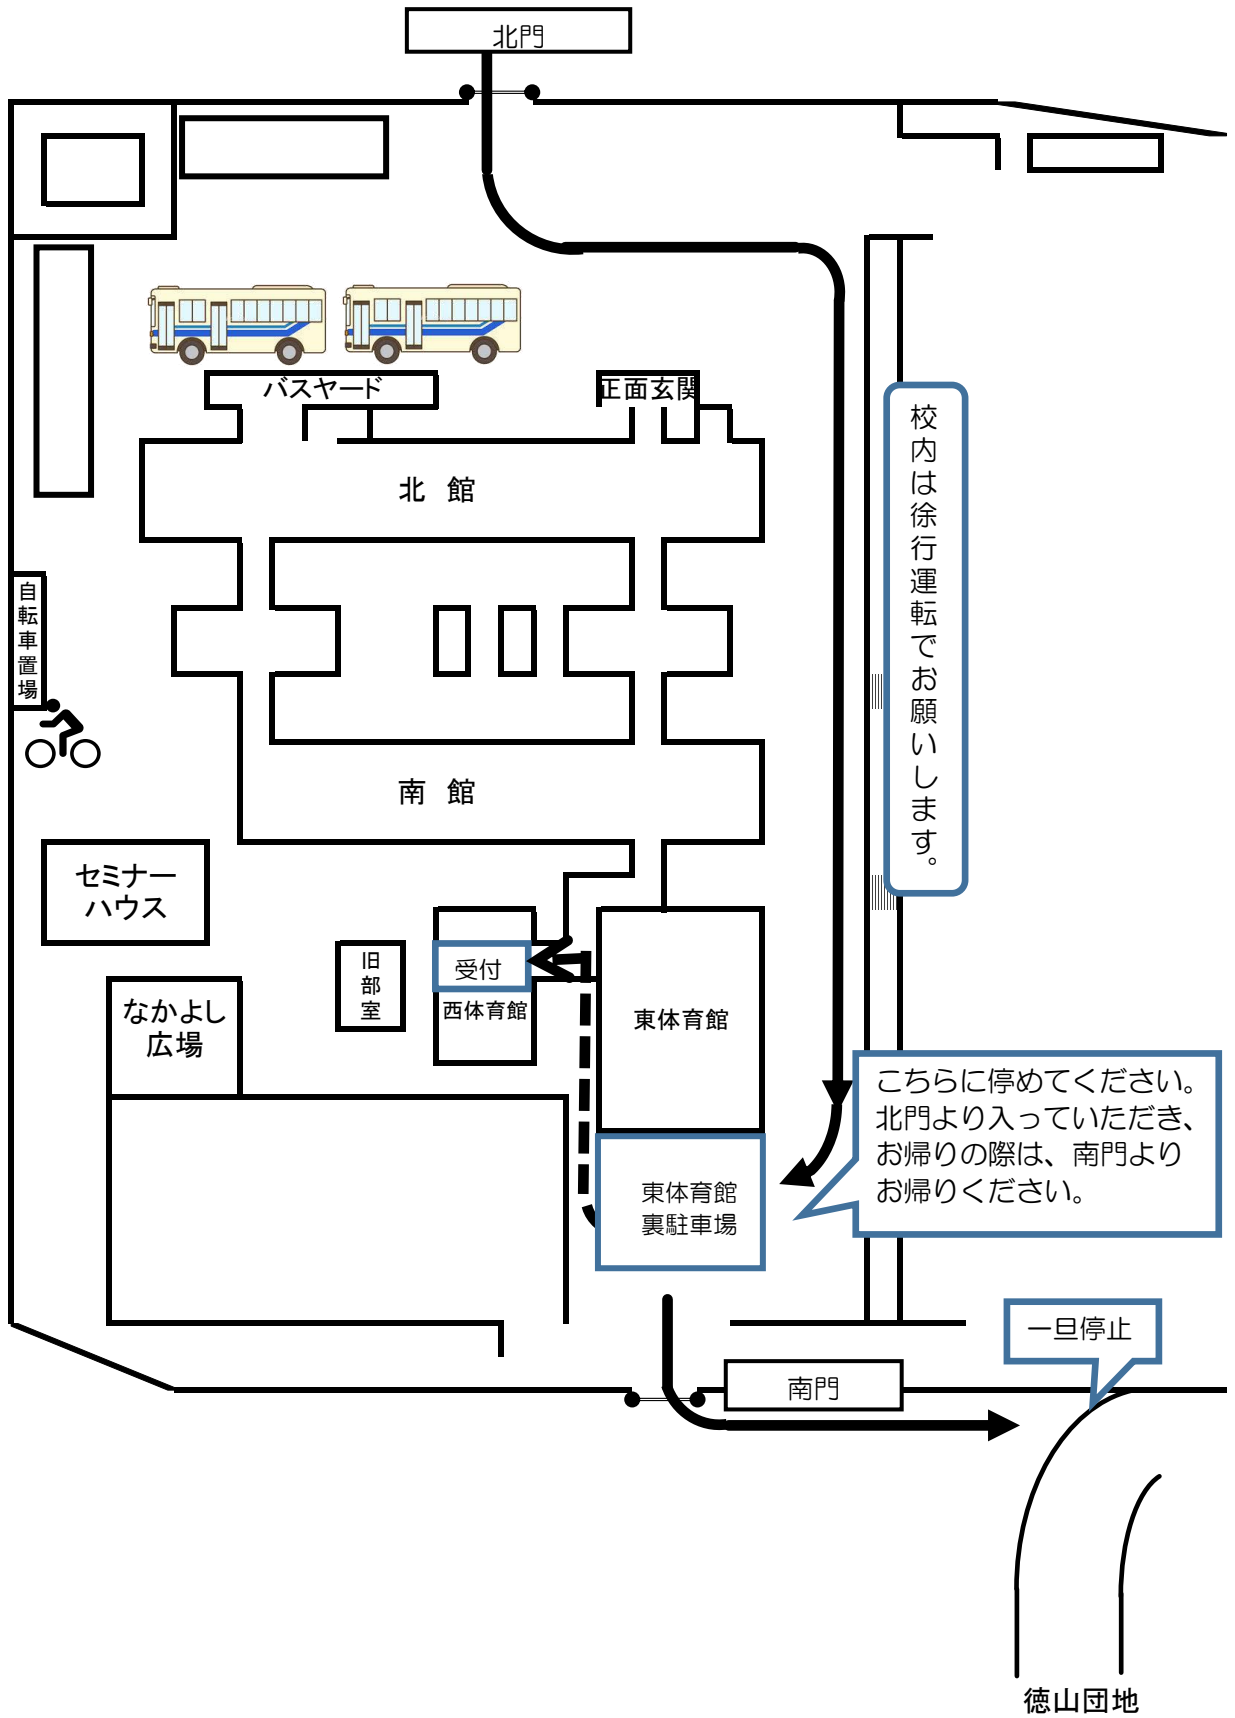 北門
バスヤード
正面玄関
北 館
校内は徐行運転でお願いします。
自転車置場
南 館
セミナー
ハウス
旧部室
受付
西体育館
東体育館
なかよし
広場
こちらに停めてください。
北門より入っていただき、
お帰りの際は、南門より
お帰りください。
東体育館
裏駐車場
一旦停止
南門
徳山団地